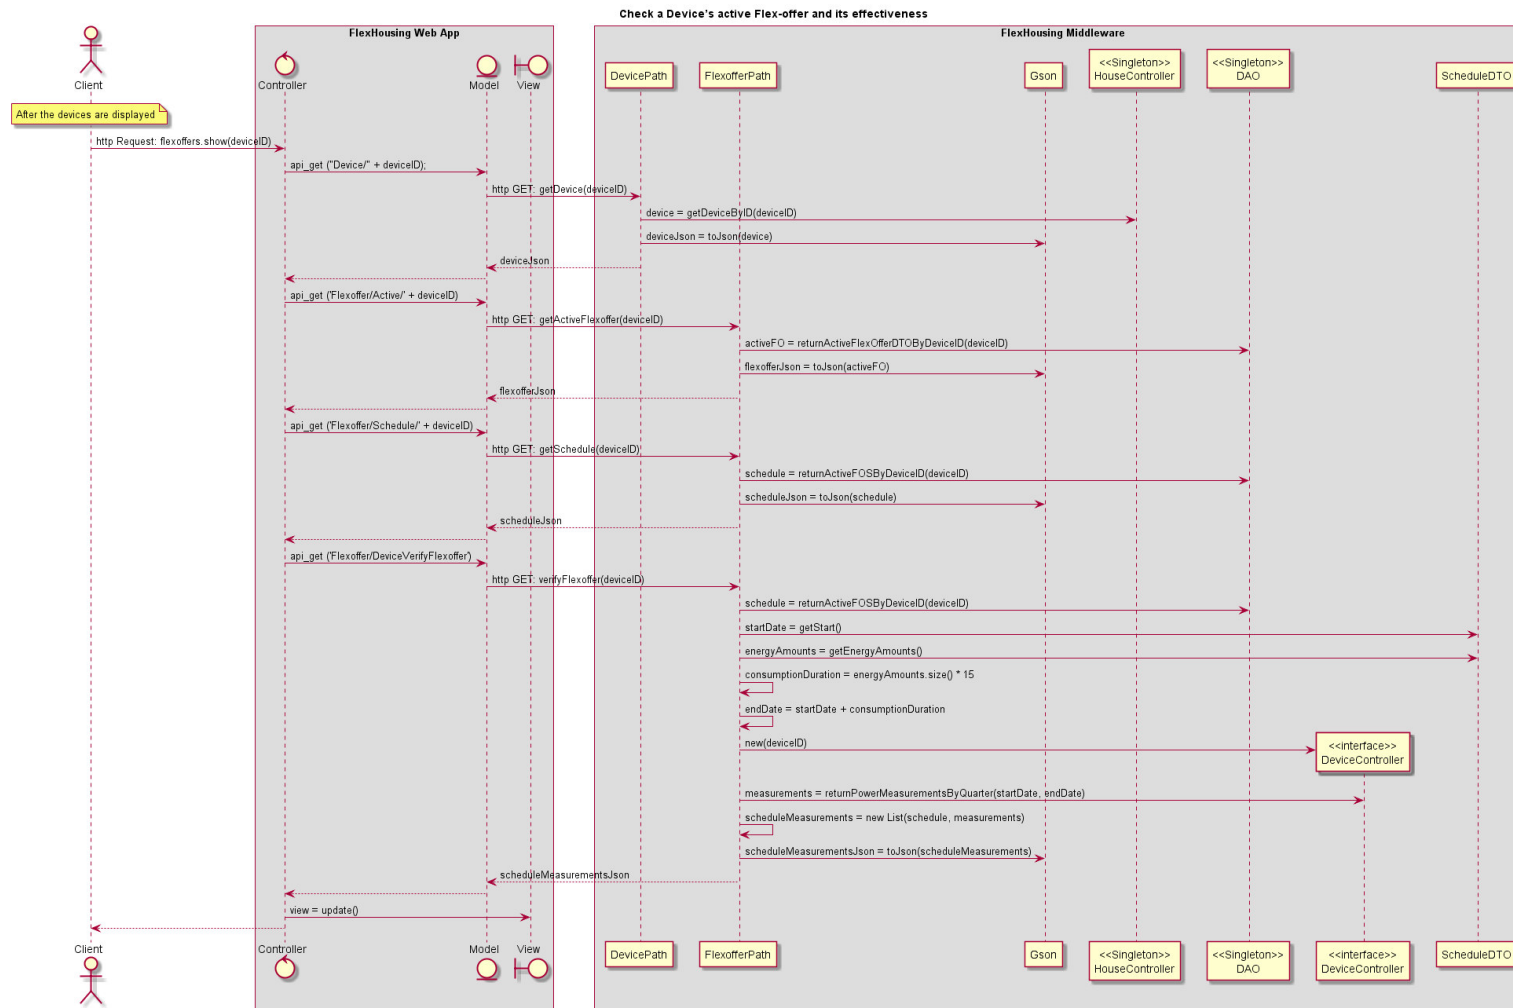 Check a Device's active Flex-offer and its effectiveness
FlexHousing Web App
FlexHousing Middleware
Client
Controller
Model
View
DevicePath
FlexofferPath
Gson
<<Singleton>>
HouseController
<<Singleton>>
DAO
ScheduleDTO
After the devices are displayed
http Request: flexoffers.show(deviceID)
api_get ("Device/" + deviceID);
http GET: getDevice(deviceID)
device = getDeviceByID(deviceID)
deviceJson = toJson(device)
deviceJson
api_get ('Flexoffer/Active/' + deviceID)
http GET: getActiveFlexoffer(deviceID)
activeFO = returnActiveFlexOfferDTOByDeviceID(deviceID)
flexofferJson = toJson(activeFO)
flexofferJson
api_get ('Flexoffer/Schedule/' + deviceID)
http GET: getSchedule(deviceID)
schedule = returnActiveFOSByDeviceID(deviceID)
scheduleJson = toJson(schedule)
scheduleJson
api_get ('Flexoffer/DeviceVerifyFlexoffer')
http GET: verifyFlexoffer(deviceID)
schedule = returnActiveFOSByDeviceID(deviceID)
startDate = getStart()
energyAmounts = getEnergyAmounts()
consumptionDuration = energyAmounts.size() * 15
endDate = startDate + consumptionDuration
new(deviceID)
<<interface>>
DeviceController
measurements = returnPowerMeasurementsByQuarter(startDate, endDate)
scheduleMeasurements = new List(schedule, measurements)
scheduleMeasurementsJson = toJson(scheduleMeasurements)
scheduleMeasurementsJson
view = update()
Client
Controller
Model
View
DevicePath
FlexofferPath
Gson
<<Singleton>>
HouseController
<<Singleton>>
DAO
<<interface>>
DeviceController
ScheduleDTO